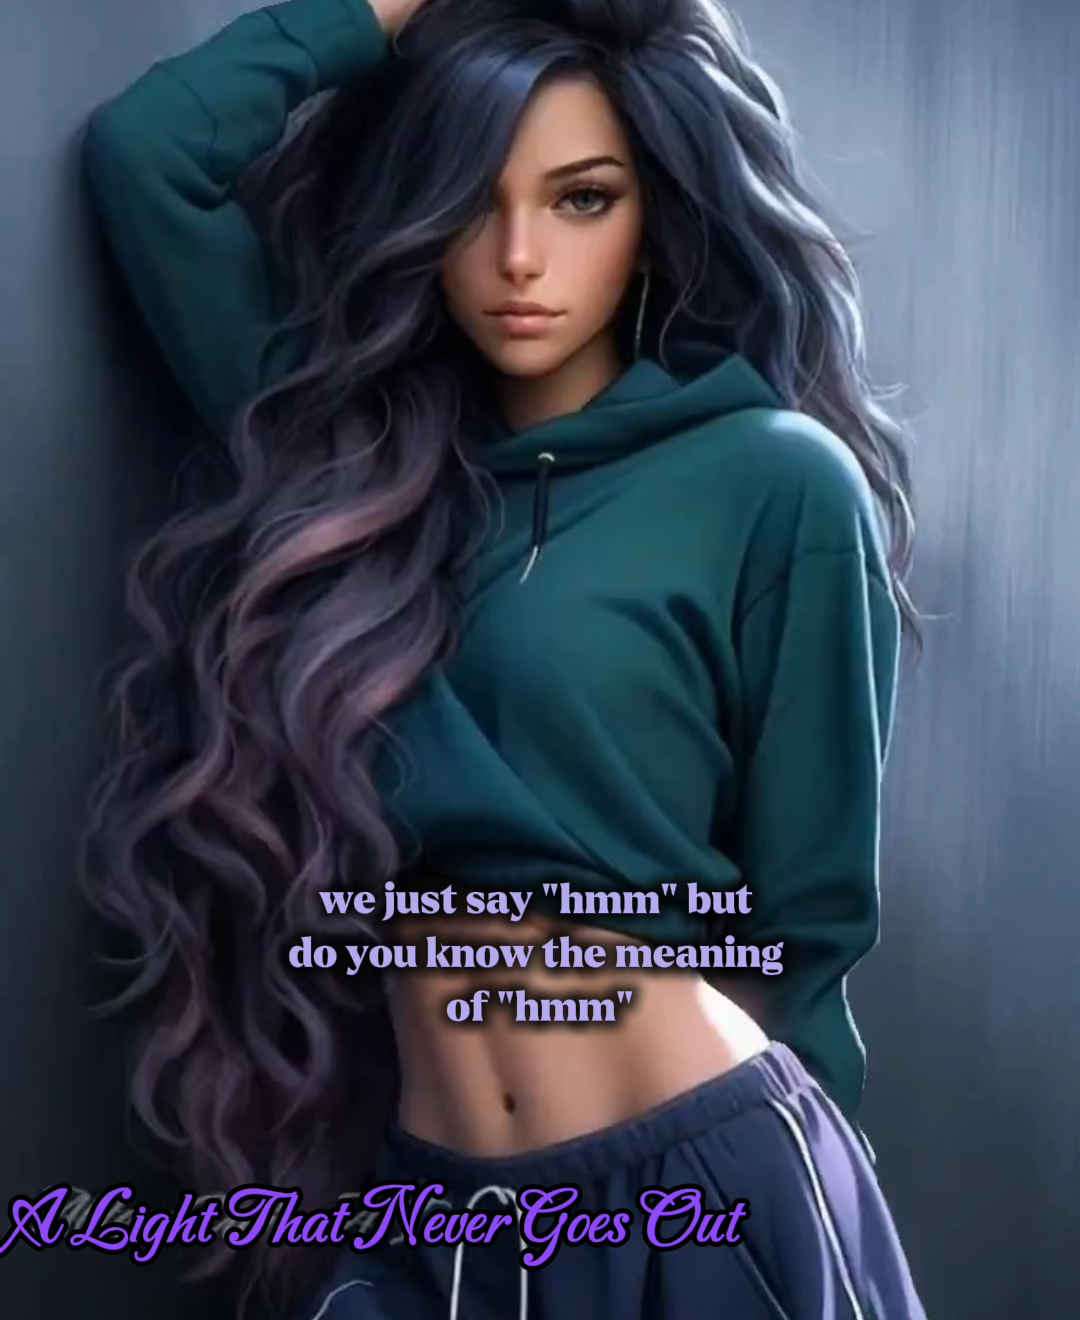 we just say "hmm" but
do you know the meaning
of "hmm"
A Light That Never Goes Out